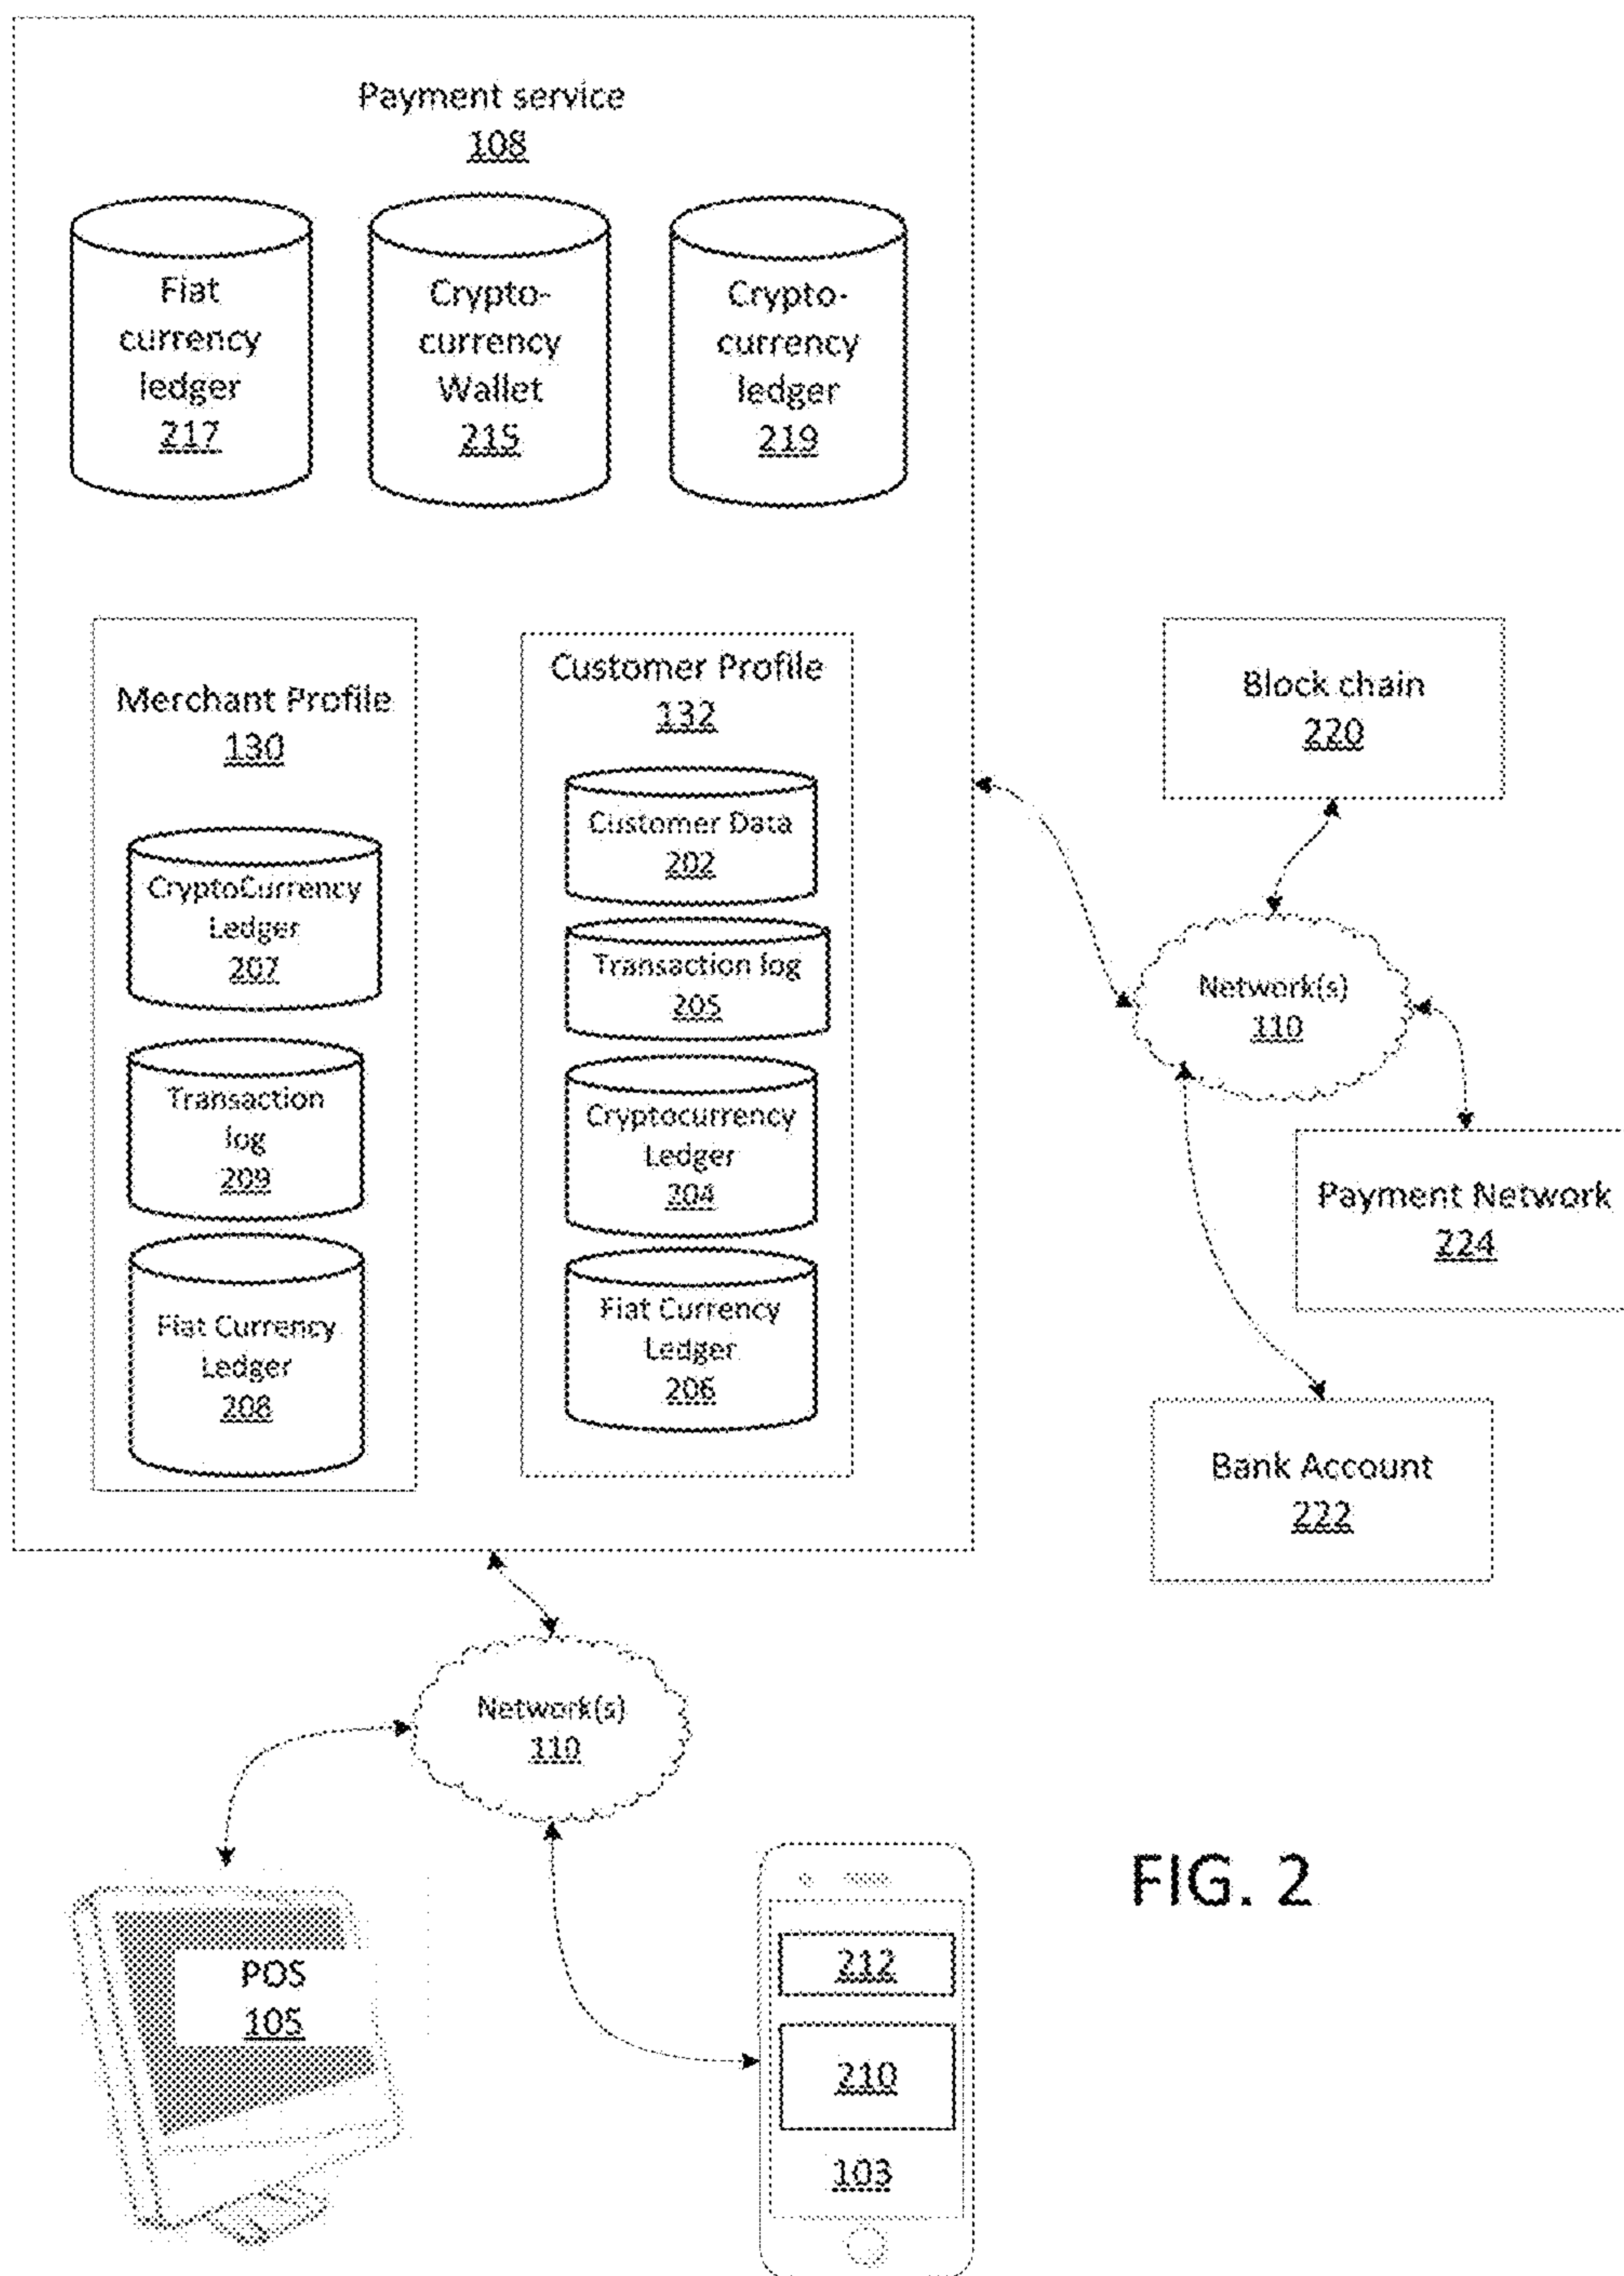 Payment service
108
Fiat
currency
ledger
217
Crypto-
currency
Wallet
215
Crypto-
currency
ledger
219
Merchant Profile
130
CryptoCurrency
Ledger
207
Transaction
log
209
Fiat Currency
Ledger
208
Customer Profile
132
Customer Data
202
Transaction log
205
Cryptocurrency
Ledger
204
Fiat Currency
Ledger
206
Block chain
220
Network(s)
110
Payment Network
224
Bank Account
222
Network(s)
110
POS
105
212
210
103
FIG. 2